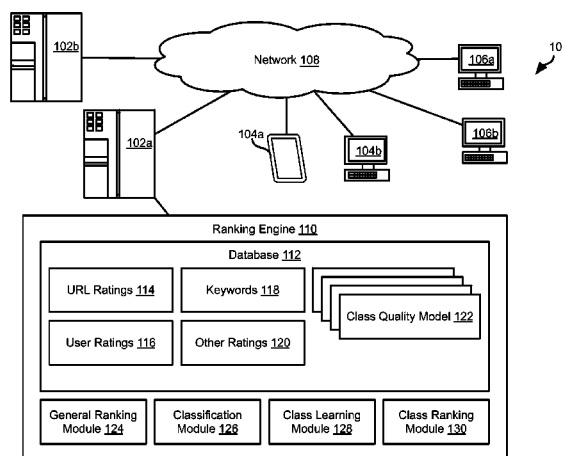 102b
Network 108
106a
10
102a
104a
104b
106b
Ranking Engine 110
Database 112
URL Ratings 114
Keywords 118
Class Quality Model 122
User Ratings 116
Other Ratings 120
General Ranking
Module 124
Classification
Module 126
Class Learning
Module 128
Class Ranking
Module 130